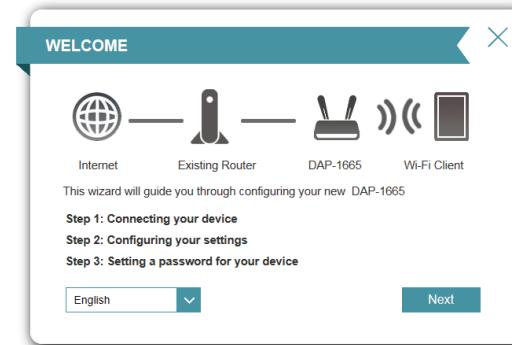 WELCOME
Internet Existing Router DAP-1665 Wi-Fi Client
This wizard will guide you through configuring your new DAP-1665
Step 1: Connecting your device
Step 2: Configuring your settings
Step 3: Setting a password for your device
English Next